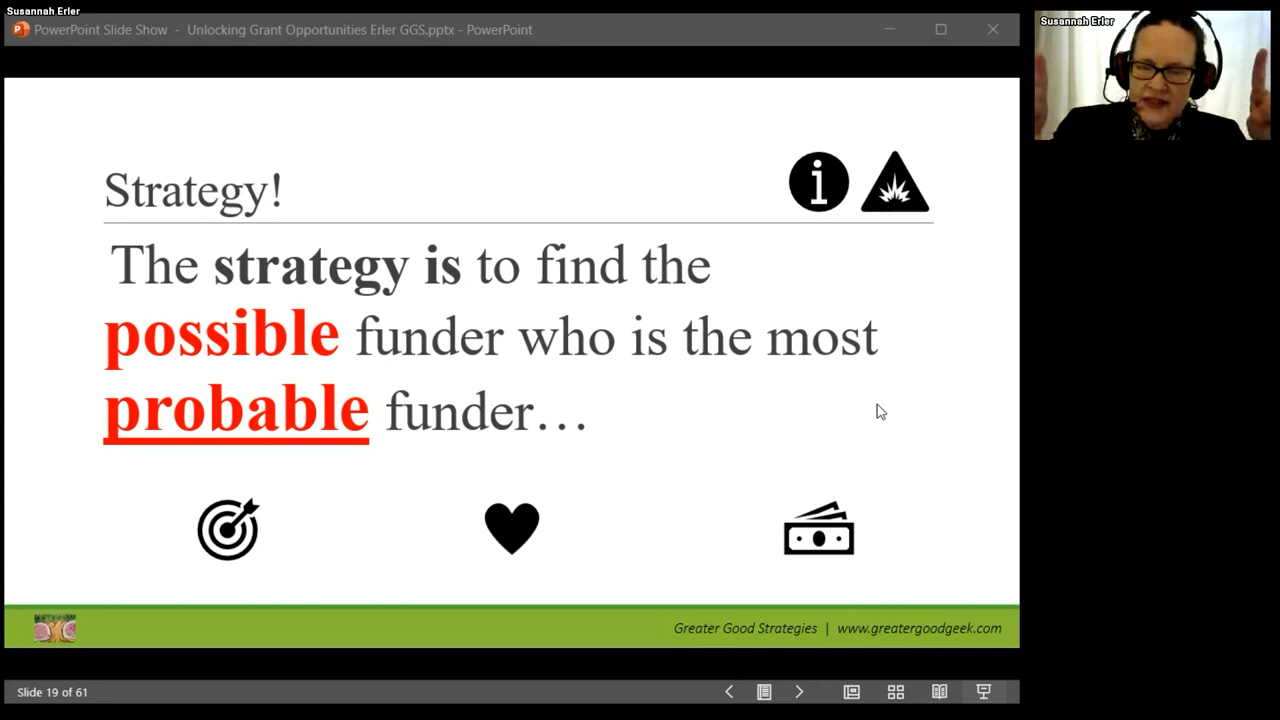 Susannah Erler
PowerPoint Slide Show - Unlocking Grant Opportunities Erler GGS.pptx - PowerPoint
Susannah Erler
Strategy!
The strategy is to find the
possible funder who is the most
probable funder…
Greater Good Strategies | www.greatergoodgeek.com
Slide 19 of 61